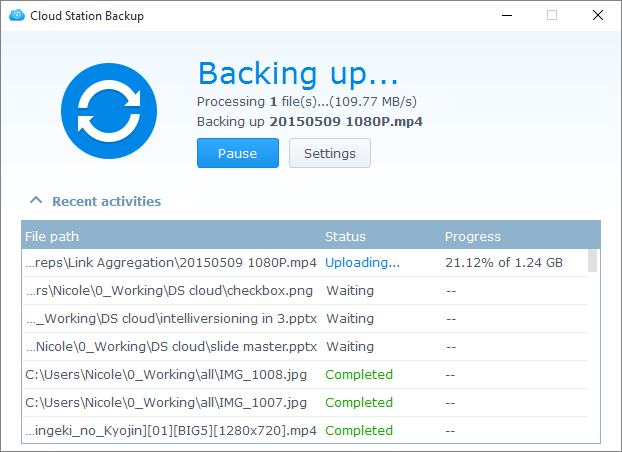 Cloud Station Backup
Backing up...
Processing 1 file(s)...(109.77 MB/s)
Backing up 20150509 1080P.mp4
Pause Settings
Recent activities
File path Status Progress
...reps\Link Aggregation\20150509 1080P.mp4 Uploading... 21.12% of 1.24 GB
...rs\Nicole\0_Working\DS cloud\checkbox.png Waiting --
..._Working\DS cloud\intelliversioning in 3.pptx Waiting --
...Nicole\0_Working\DS cloud\slide master.pptx Waiting --
C:\Users\Nicole\0_Working\all\IMG_1008.jpg Completed --
C:\Users\Nicole\0_Working\all\IMG_1007.jpg Completed --
...ingeki_no_Kyojin][01][BIG5][1280x720].mp4 Completed --